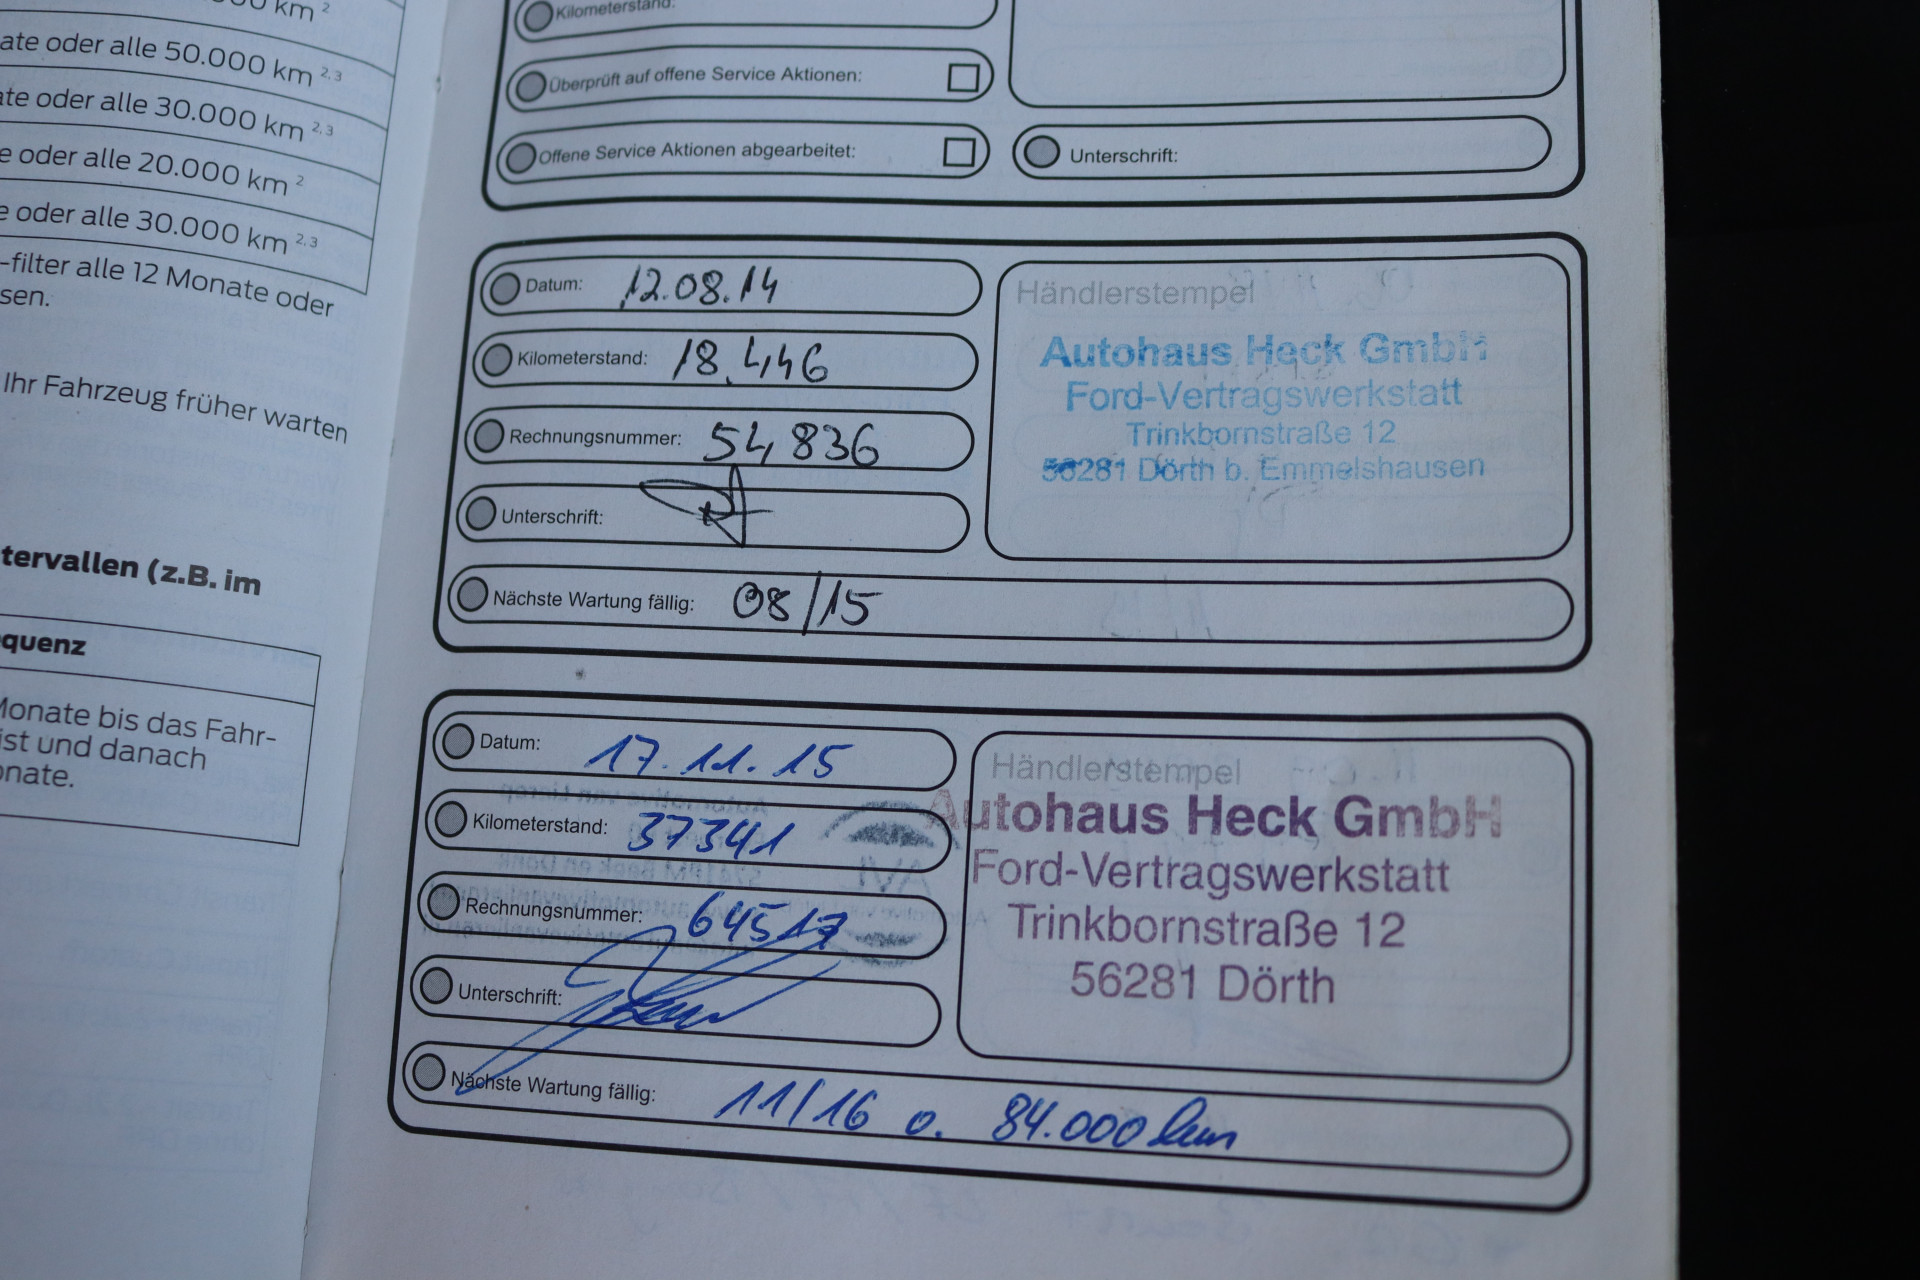 km 2
ate oder alle 50.000 km 2, 3
ate oder alle 30.000 km 2, 3
e oder alle 20.000 km 2
e oder alle 30.000 km 2, 3
-filter alle 12 Monate oder
sen.
Ihr Fahrzeug früher warten
tervallen (z.B. im
quenz
Monate bis das Fahr-
ist und danach
onate.
Kilometerstand:
Überprüft auf offene Service Aktionen:
Offene Service Aktionen abgearbeitet:
Unterschrift:
Datum: 12.08.14
Kilometerstand: 18.446
Rechnungsnummer: 54836
Unterschrift:
Nächste Wartung fällig: 08/15
Händlerstempel
Autohaus Heck GmbH
Ford-Vertragswerkstatt
Trinkbornstraße 12
56281 Dörth b. Emmelshausen
Datum: 17.11.15
Kilometerstand: 37341
Rechnungsnummer: 64517
Unterschrift:
Nächste Wartung fällig: 11/16 o. 84.000 km
Händlerstempel
Autohaus Heck GmbH
Ford-Vertragswerkstatt
Trinkbornstraße 12
56281 Dörth